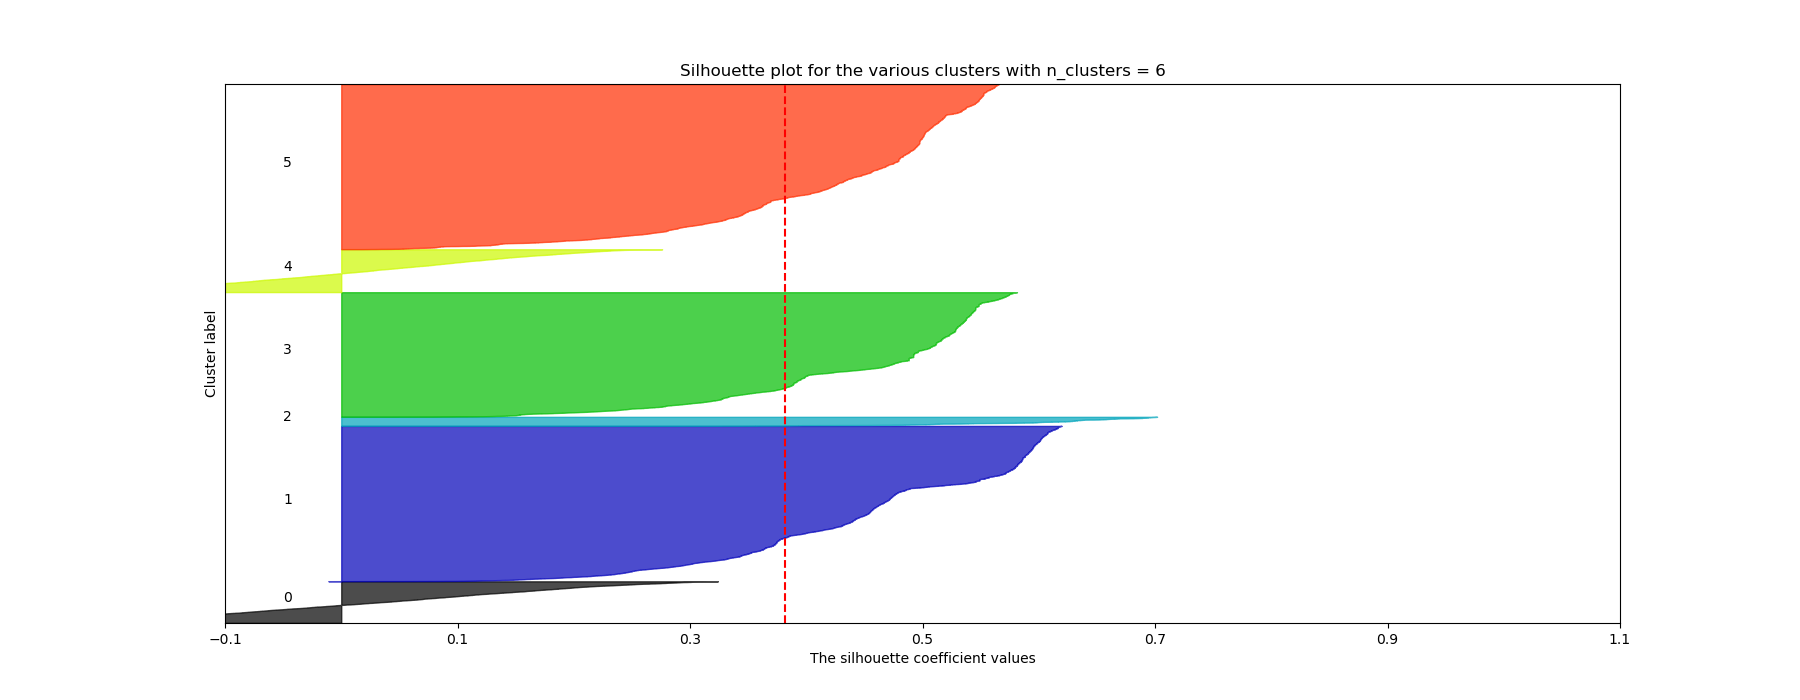 Silhouette plot for the various clusters with n_clusters = 6
Cluster label
5
4
3
2
1
0
−0.1 0.1 0.3 0.5 0.7 0.9 1.1
The silhouette coefficient values